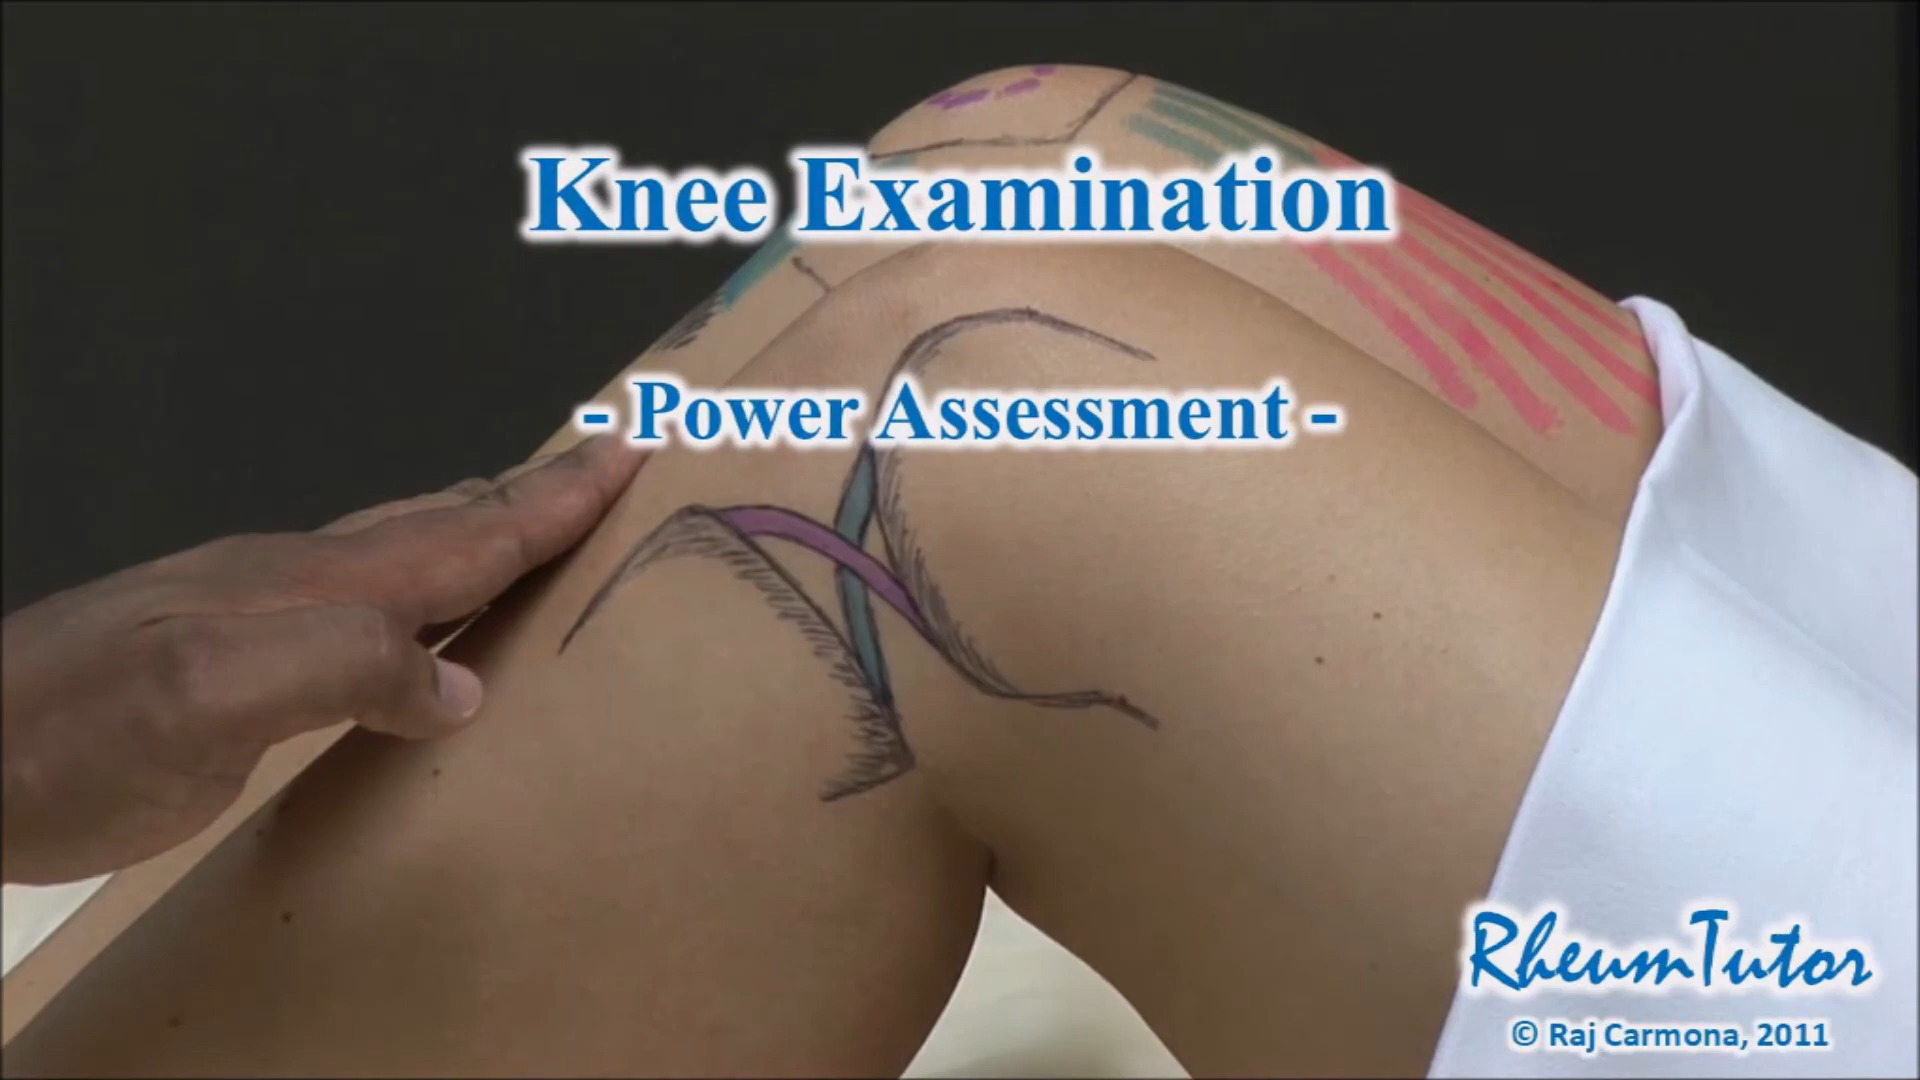 Knee Examination
- Power Assessment -
RheumTutor
© Raj Carmona, 2011